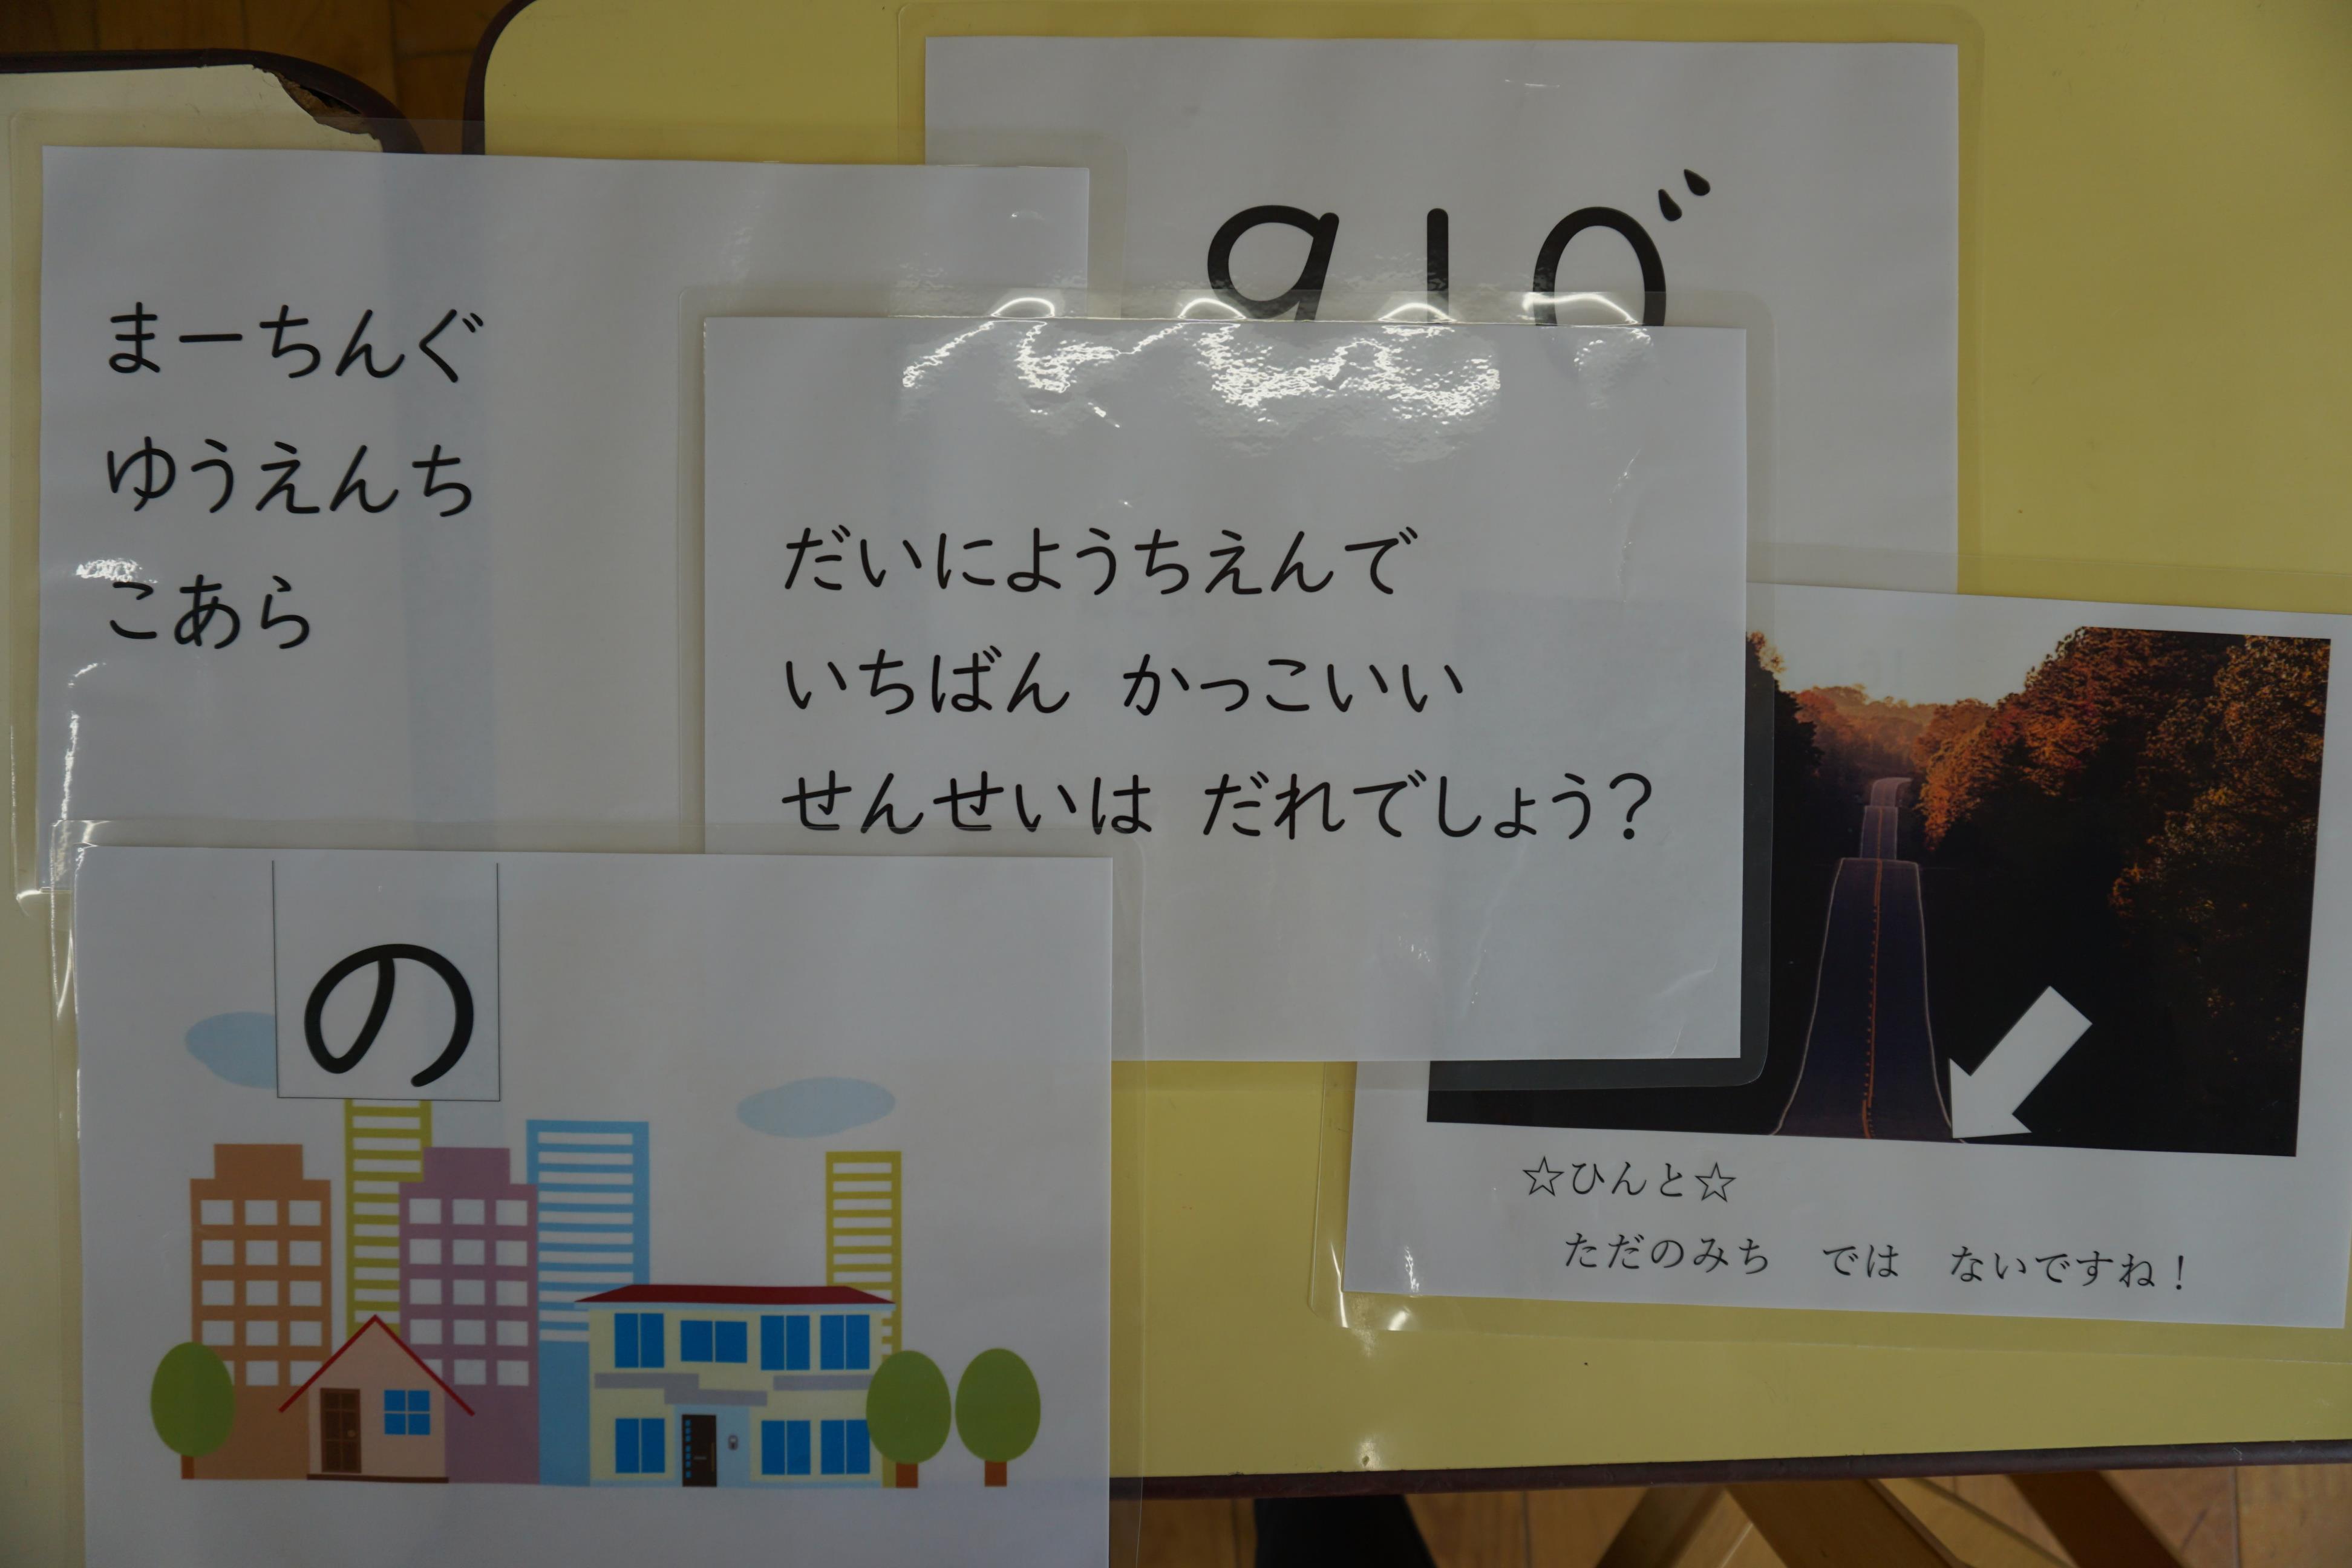 910゛
まーちんぐ
ゆうえんち
こあら
だいにようちえんで
いちばん かっこいい
せんせいは だれでしょう?
の
☆ひんと☆
ただのみち では ないですね!